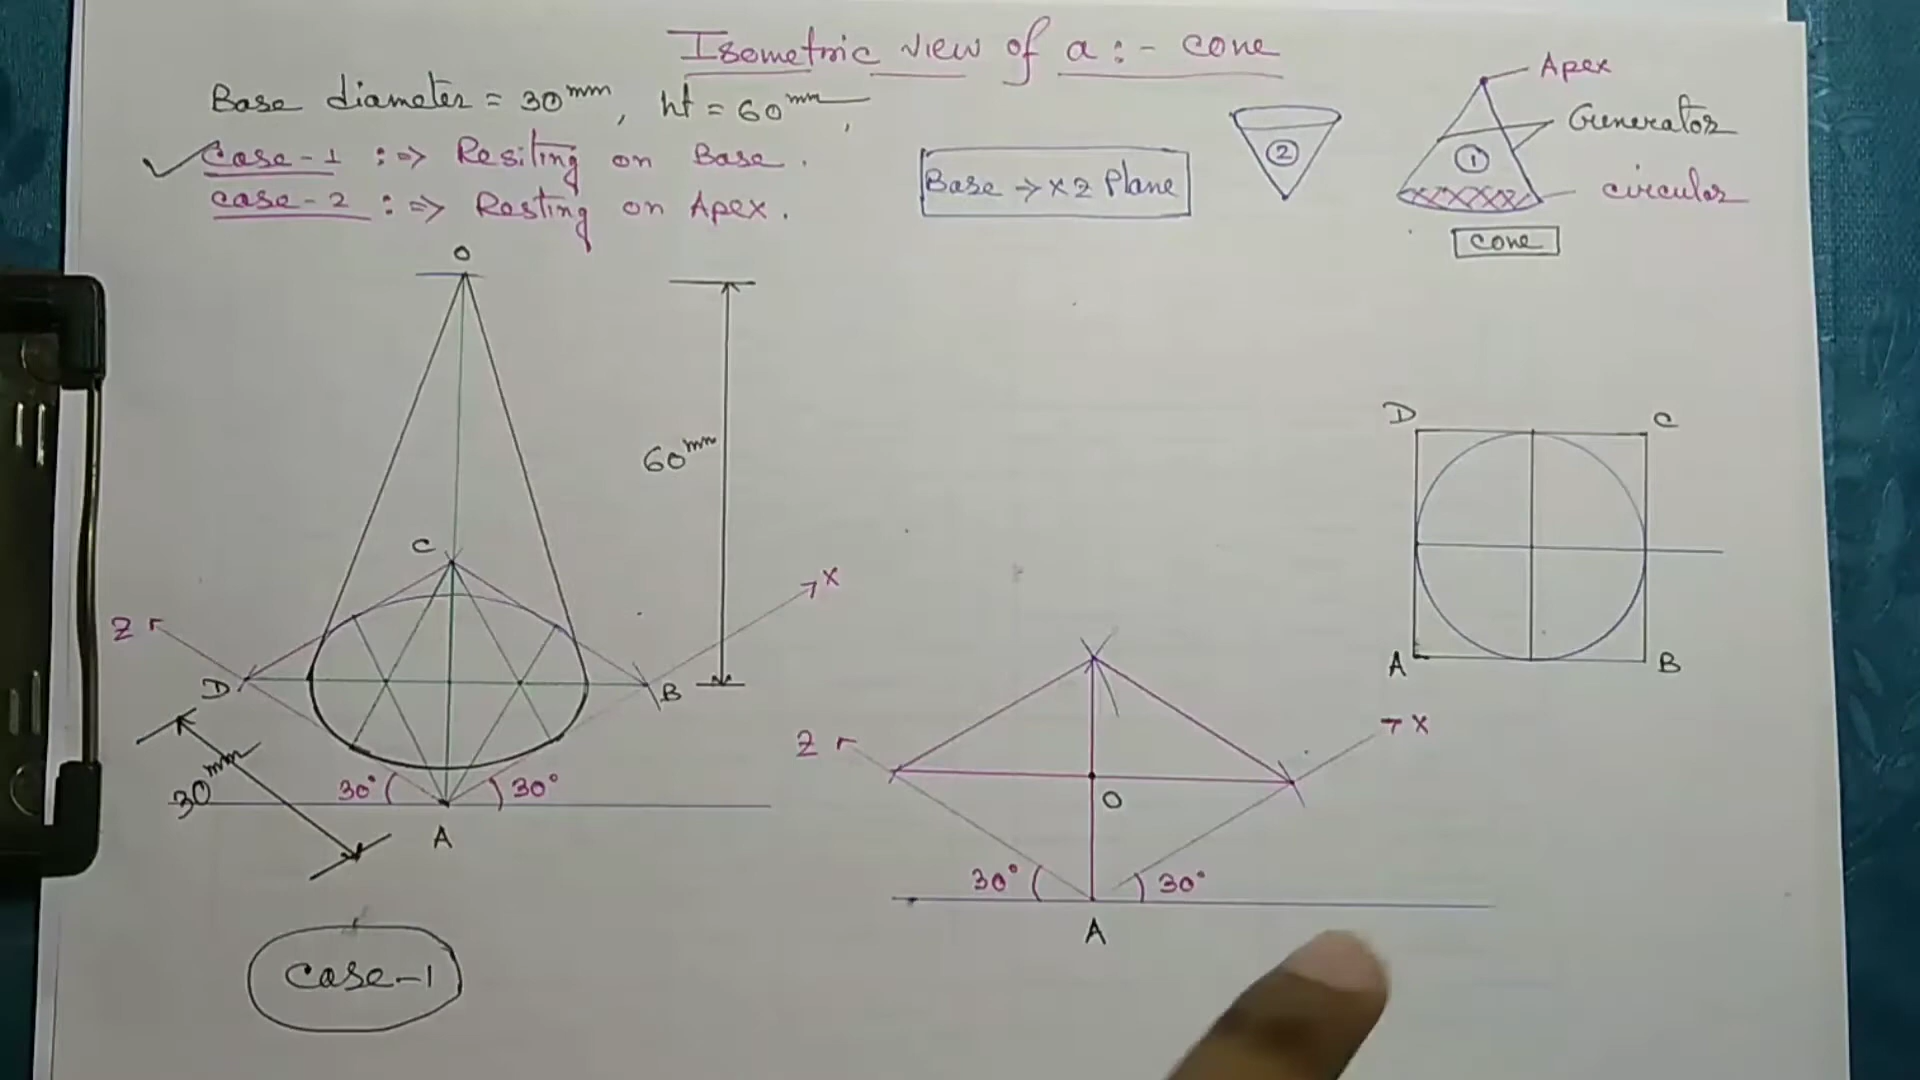 Isometric view of a :- cone
Base diameter = 30mm, ht = 60mm,
Case-1 :=> Resiting on Base.
case-2 :=> Resting on Apex.
Base → xz Plane
2
Apex
Generator
1
circular
cone
O
60mm
C
Z
X
D
B
30mm
30°
30°
A
Case-1
Z
X
O
30°
30°
A
D
C
A
B